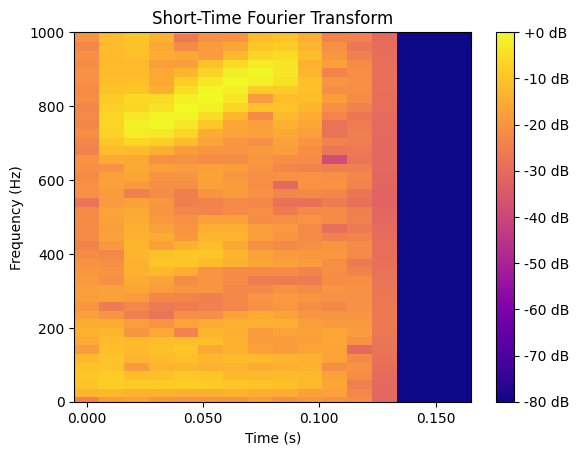 Short-Time Fourier Transform
1000
800
600
400
200
0
Frequency (Hz)
0.000
0.050
0.100
0.150
Time (s)
+0 dB
-10 dB
-20 dB
-30 dB
-40 dB
-50 dB
-60 dB
-70 dB
-80 dB